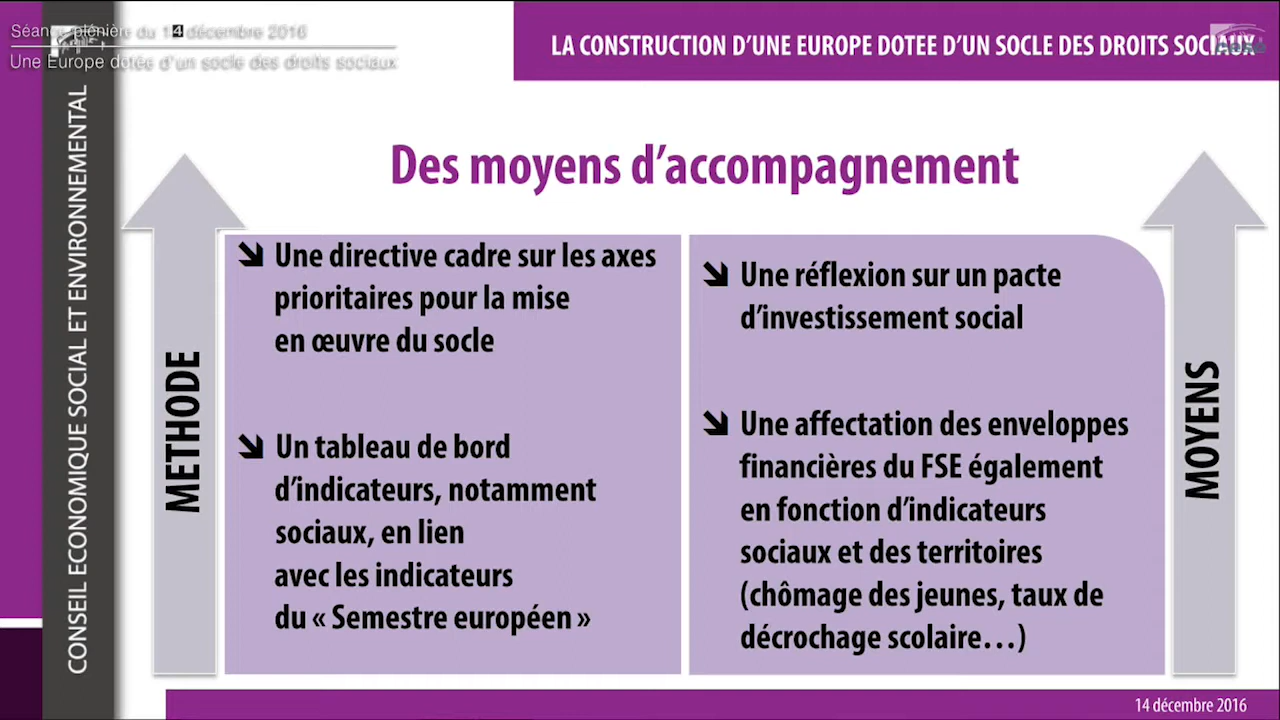 Séance plénière du 14 décembre 2016
Une Europe dotée d'un socle des droits sociaux
LA CONSTRUCTION D'UNE EUROPE DOTEE D'UN SOCLE DES DROITS SOCIAUX
CONSEIL ECONOMIQUE SOCIAL ET ENVIRONNEMENTAL
Des moyens d'accompagnement
METHODE
↘ Une directive cadre sur les axes
prioritaires pour la mise
en œuvre du socle
↘ Un tableau de bord
d'indicateurs, notamment
sociaux, en lien
avec les indicateurs
du « Semestre européen »
↘ Une réflexion sur un pacte
d'investissement social
↘ Une affectation des enveloppes
financières du FSE également
en fonction d'indicateurs
sociaux et des territoires
(chômage des jeunes, taux de
décrochage scolaire…)
MOYENS
14 décembre 2016